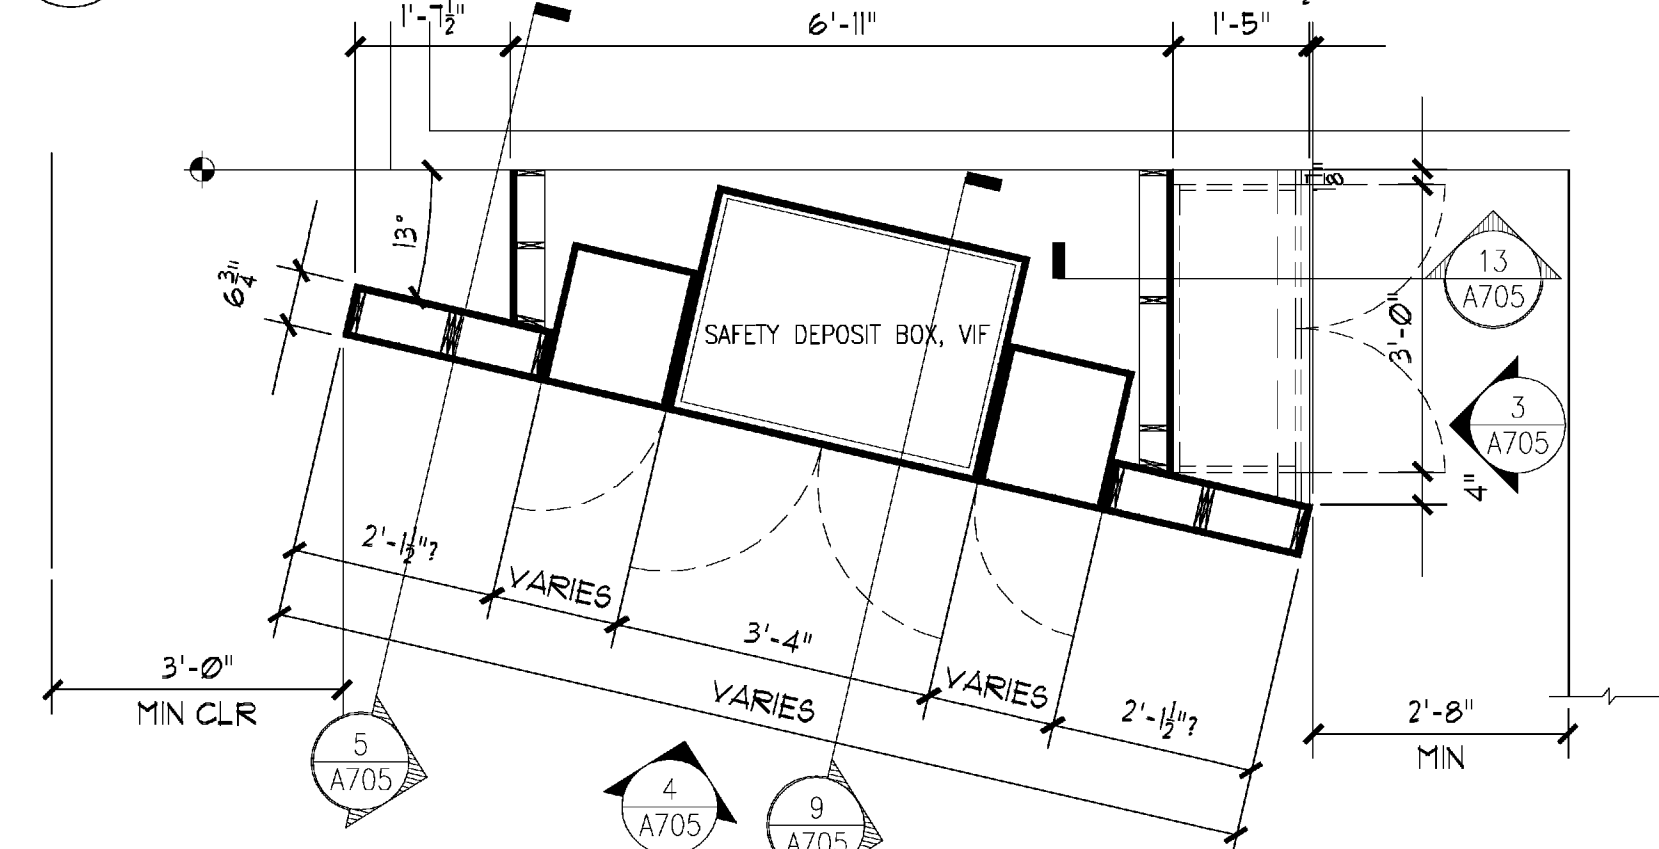 1'-7½"
6'-11"
1'-5"
13°
6¾"
SAFETY DEPOSIT BOX, VIF
13
A705
3'-0"
3
A705
4"
2'-1½"?
VARIES
3'-4"
VARIES
VARIES
2'-1½"?
3'-0"
MIN CLR
2'-8"
MIN
5
A705
4
A705
9
A705